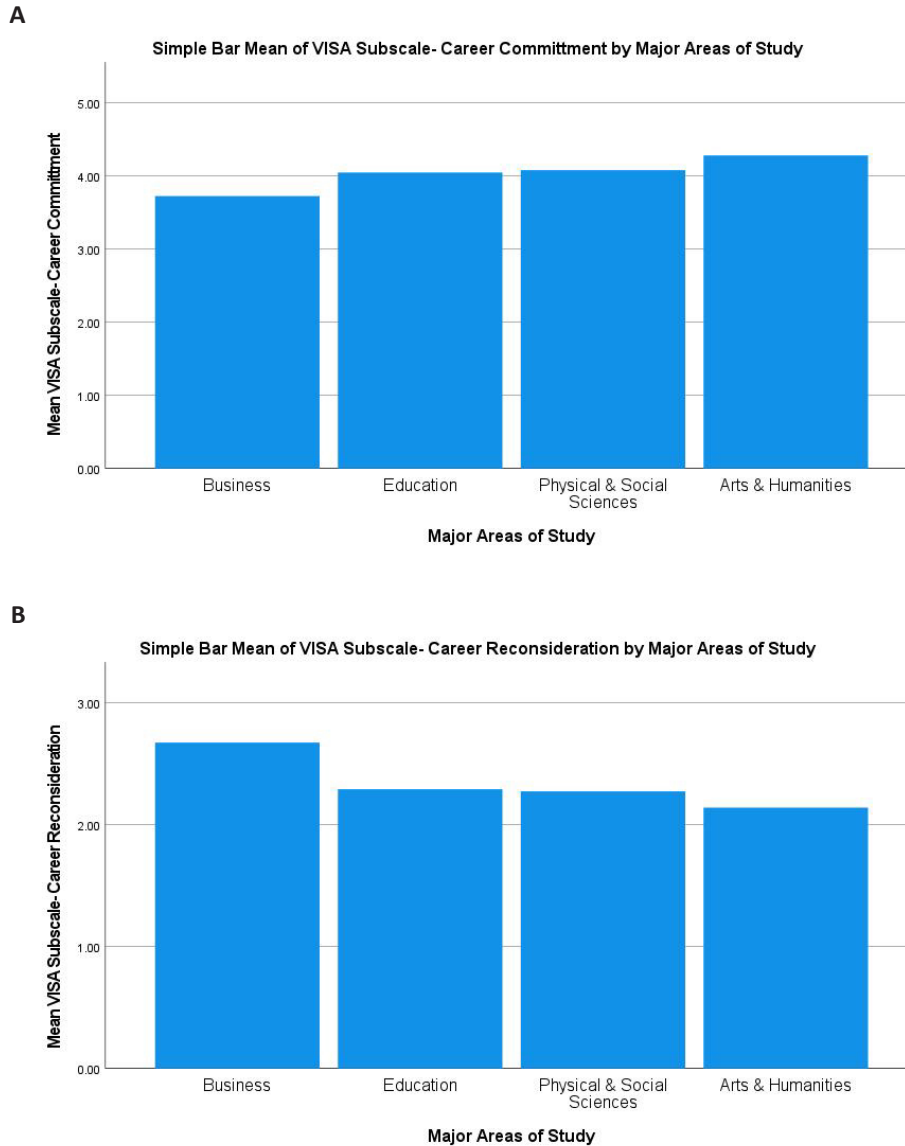 A
Simple Bar Mean of VISA Subscale- Career Committment by Major Areas of Study
Mean VISA Subscale- Career Committment
5.00
4.00
3.00
2.00
1.00
0.00
Business
Education
Physical & Social
Sciences
Arts & Humanities
Major Areas of Study
B
Simple Bar Mean of VISA Subscale- Career Reconsideration by Major Areas of Study
Mean VISA Subscale- Career Reconsideration
3.00
2.00
1.00
0.00
Business
Education
Physical & Social
Sciences
Arts & Humanities
Major Areas of Study